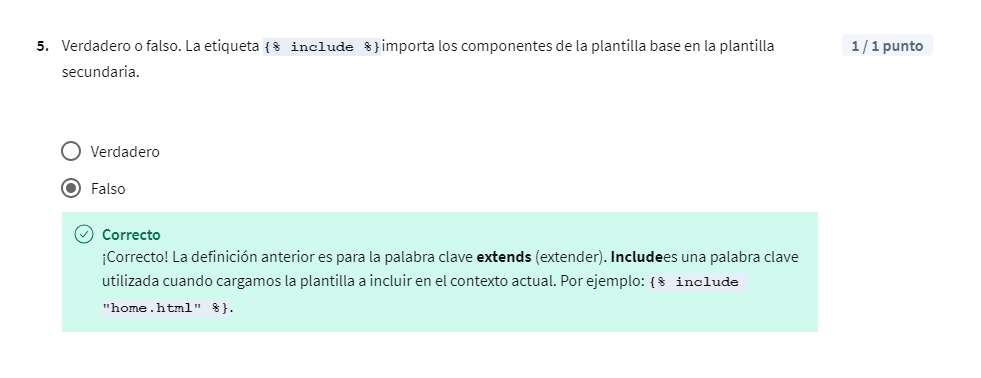 5. Verdadero o falso. La etiqueta {% include %}importa los componentes de la plantilla base en la plantilla
secundaria.
1 / 1 punto
Verdadero
Falso
Correcto
¡Correcto! La definición anterior es para la palabra clave extends (extender). Includees una palabra clave
utilizada cuando cargamos la plantilla a incluir en el contexto actual. Por ejemplo: {% include
"home.html" %}.